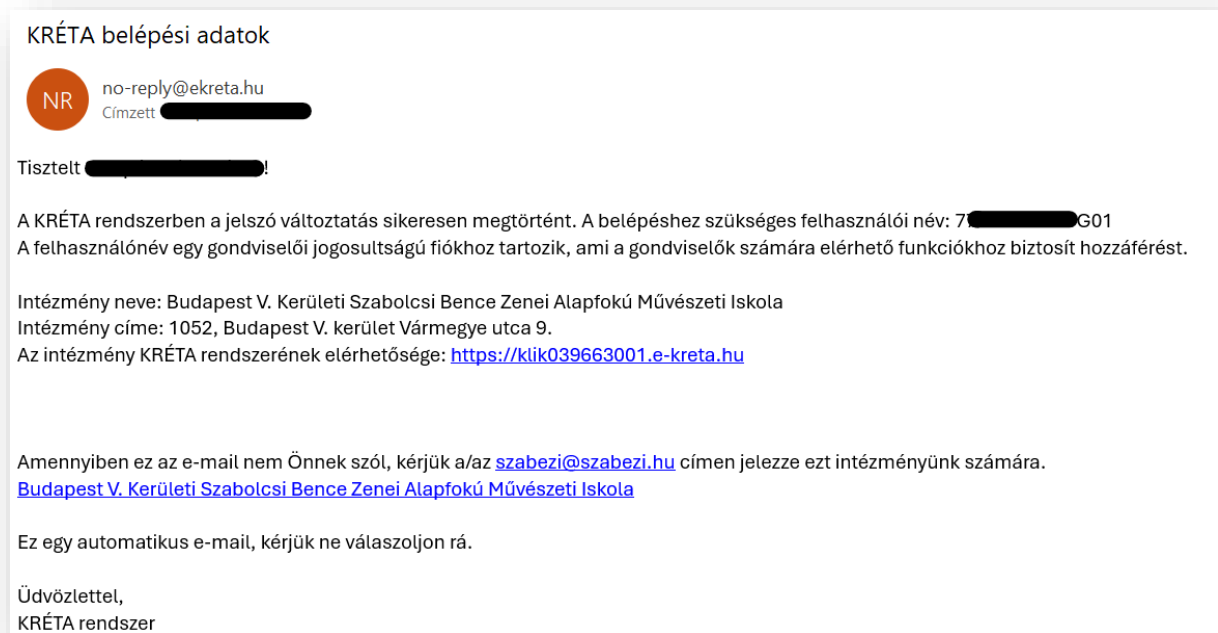 KRÉTA belépési adatok
NR
no-reply@ekreta.hu
Címzett
Tisztelt !
A KRÉTA rendszerben a jelszó változtatás sikeresen megtörtént. A belépéshez szükséges felhasználói név: 7 G01
A felhasználónév egy gondviselői jogosultságú fiókhoz tartozik, ami a gondviselők számára elérhető funkciókhoz biztosít hozzáférést.
Intézmény neve: Budapest V. Kerületi Szabolcsi Bence Zenei Alapfokú Művészeti Iskola
Intézmény címe: 1052, Budapest V. kerület Vármegye utca 9.
Az intézmény KRÉTA rendszerének elérhetősége: https://klik039663001.e-kreta.hu
Amennyiben ez az e-mail nem Önnek szól, kérjük a/az szabezi@szabezi.hu címen jelezze ezt intézményünk számára.
Budapest V. Kerületi Szabolcsi Bence Zenei Alapfokú Művészeti Iskola
Ez egy automatikus e-mail, kérjük ne válaszoljon rá.
Üdvözlettel,
KRÉTA rendszer